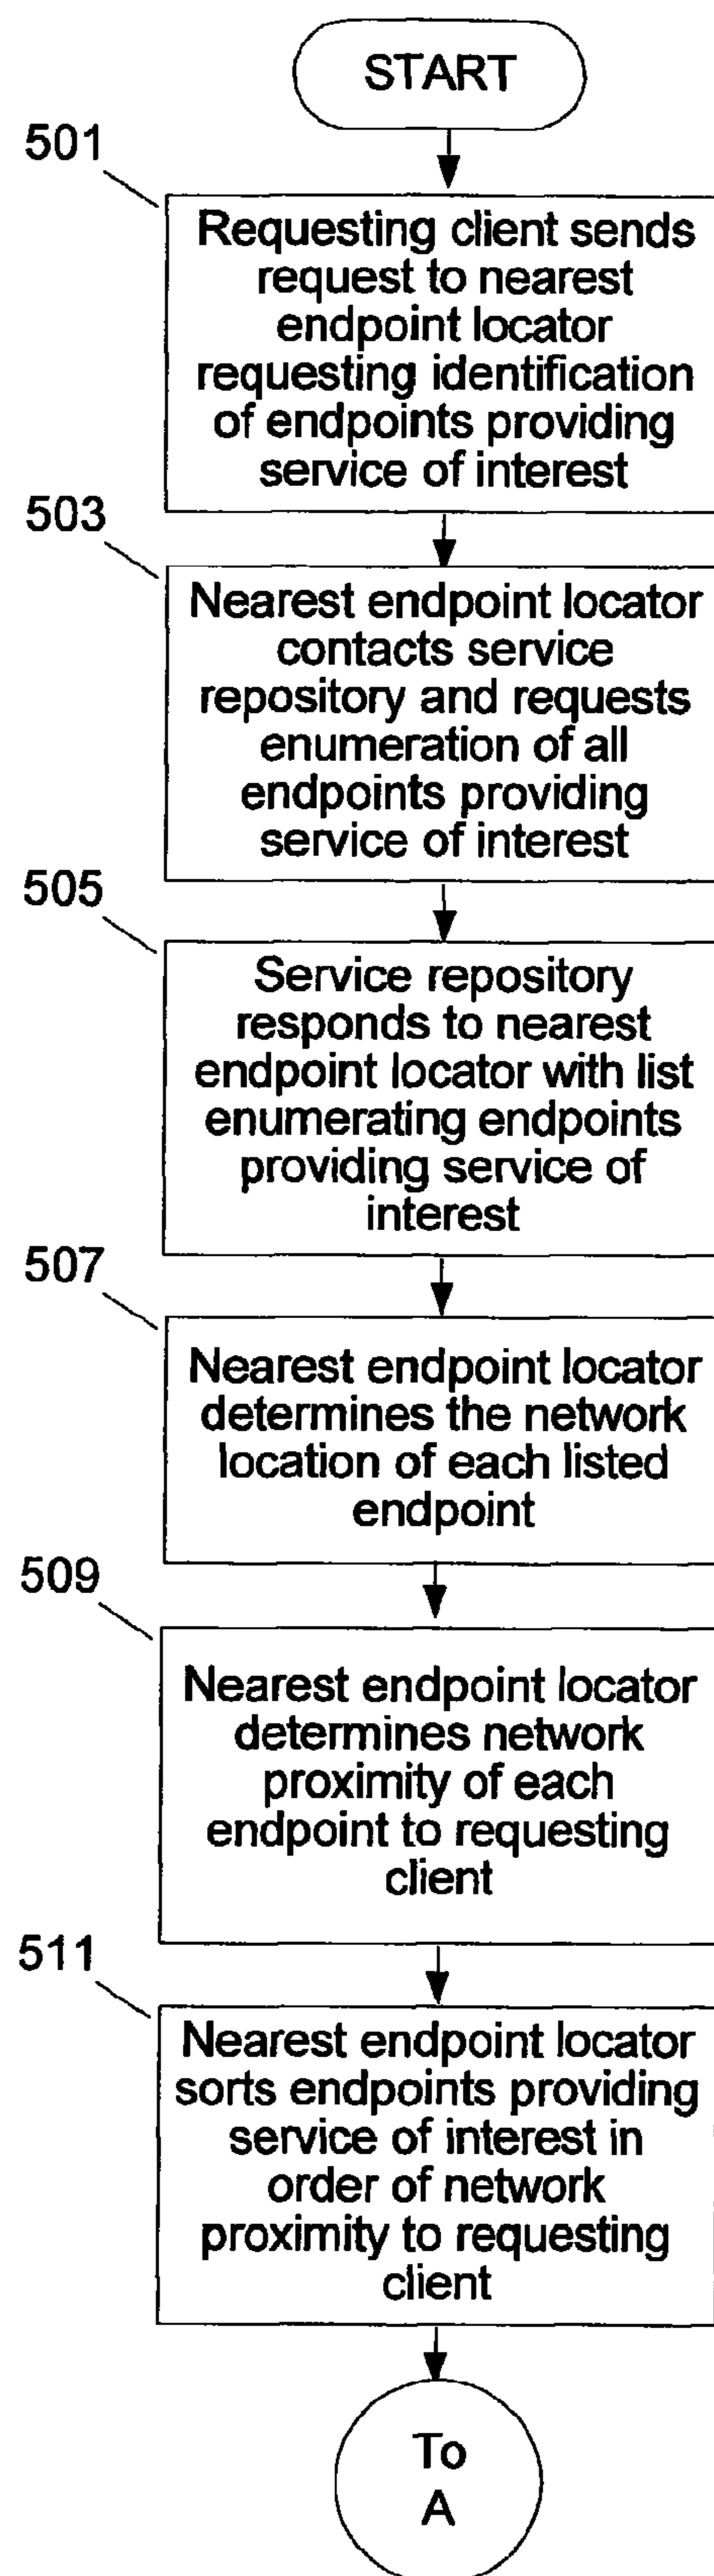 START
501
Requesting client sends
request to nearest
endpoint locator
requesting identification
of endpoints providing
service of interest
503
Nearest endpoint locator
contacts service
repository and requests
enumeration of all
endpoints providing
service of interest
505
Service repository
responds to nearest
endpoint locator with list
enumerating endpoints
providing service of
interest
507
Nearest endpoint locator
determines the network
location of each listed
endpoint
509
Nearest endpoint locator
determines network
proximity of each
endpoint to requesting
client
511
Nearest endpoint locator
sorts endpoints providing
service of interest in
order of network
proximity to requesting
client
To
A